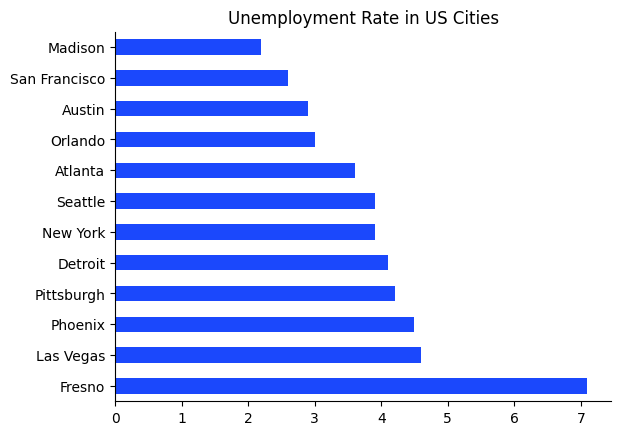 Unemployment Rate in US Cities
Madison
San Francisco
Austin
Orlando
Atlanta
Seattle
New York
Detroit
Pittsburgh
Phoenix
Las Vegas
Fresno
0 1 2 3 4 5 6 7